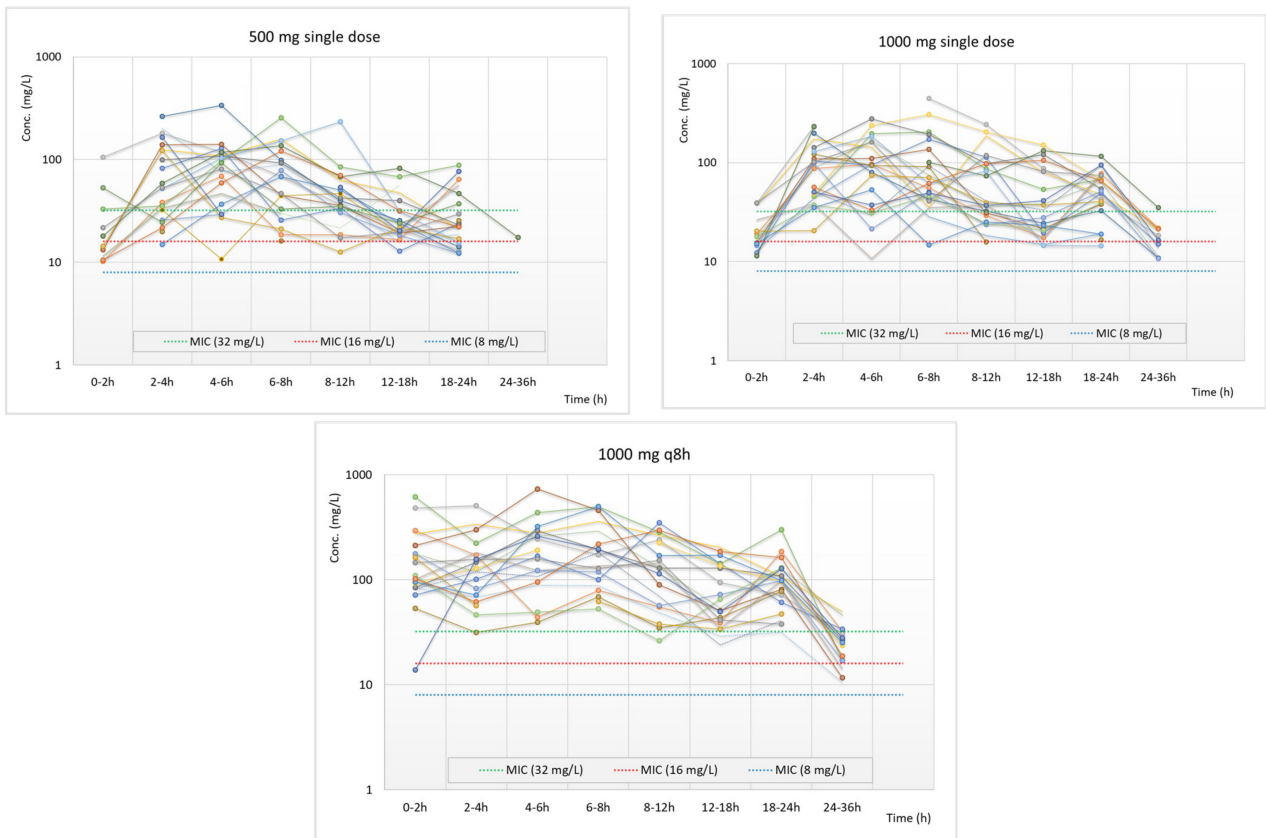 500 mg single dose
Conc. (mg/L)
1000
100
10
1
MIC (32 mg/L) MIC (16 mg/L) MIC (8 mg/L)
0-2h 2-4h 4-6h 6-8h 8-12h 12-18h 18-24h 24-36h
Time (h)
1000 mg single dose
Conc. (mg/L)
1000
100
10
1
MIC (32 mg/L) MIC (16 mg/L) MIC (8 mg/L)
0-2h 2-4h 4-6h 6-8h 8-12h 12-18h 18-24h 24-36h
Time (h)
1000 mg q8h
Conc. (mg/L)
1000
100
10
1
MIC (32 mg/L) MIC (16 mg/L) MIC (8 mg/L)
0-2h 2-4h 4-6h 6-8h 8-12h 12-18h 18-24h 24-36h
Time (h)